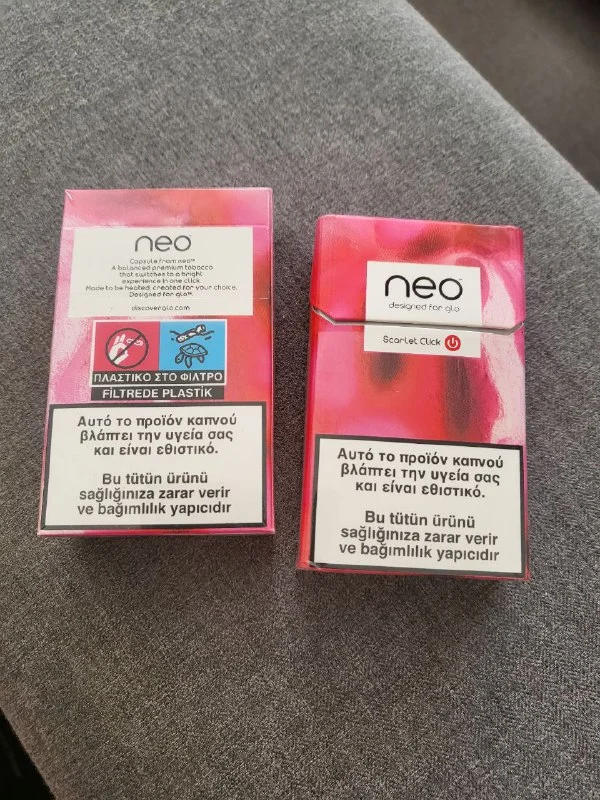 neo
Capsule from neo™
A balanced premium tobacco
that switches to a bright
experience in one click.
Made to be heated, created for your choice.
Designed for glo™.
discoverglo.com
ΠΛΑΣΤΙΚΟ ΣΤΟ ΦΙΛΤΡΟ
FİLTREDE PLASTİK
Αυτό το προϊόν καπνού
βλάπτει την υγεία σας
και είναι εθιστικό.
Bu tütün ürünü
sağlığınıza zarar verir
ve bağımlılık yapıcıdır
neo™
designed for glo
Scarlet Click
Αυτό το προϊόν καπνού
βλάπτει την υγεία σας
και είναι εθιστικό.
Bu tütün ürünü
sağlığınıza zarar verir
ve bağımlılık yapıcıdır